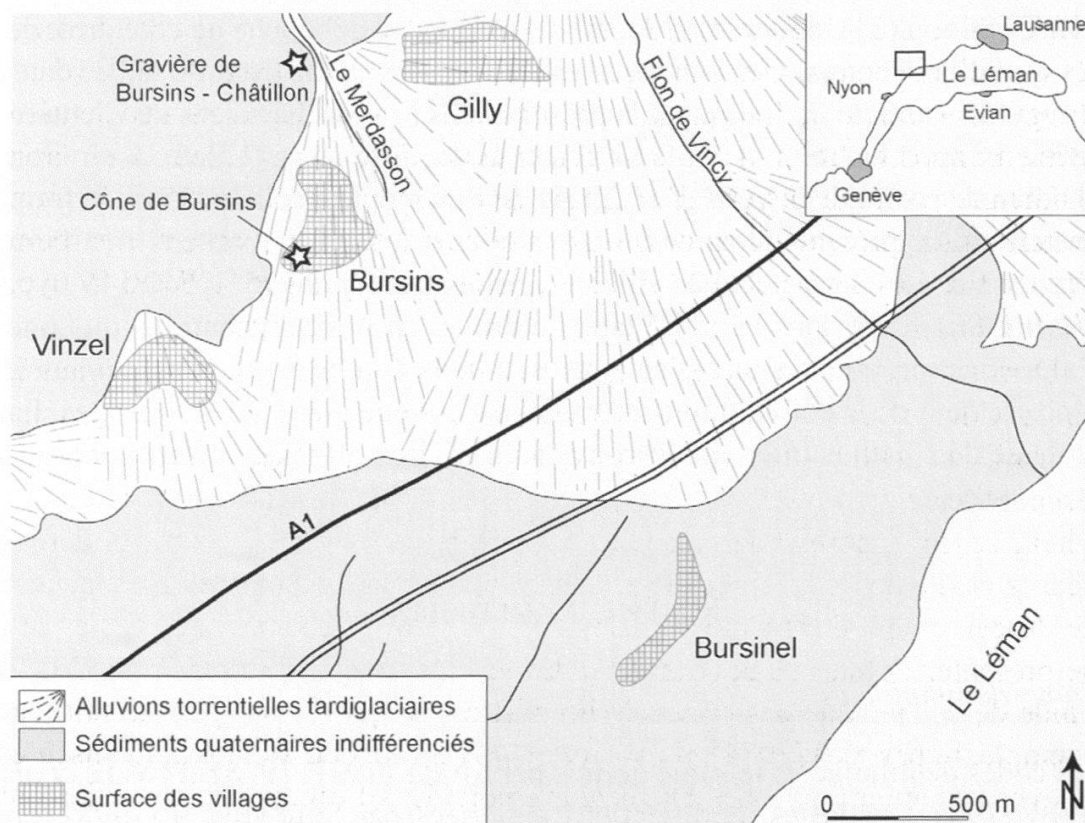 Gravière de
Bursins - Châtillon
Le Merdasson
Gilly
Flon de Vincy
Lausanne
Le Léman
Nyon
Evian
Genève
Cône de Bursins
Bursins
Vinzel
A1
Bursinel
Le Léman
Alluvions torrentielles tardiglaciaires
Sédiments quaternaires indifférenciés
Surface des villages
0 500 m
N